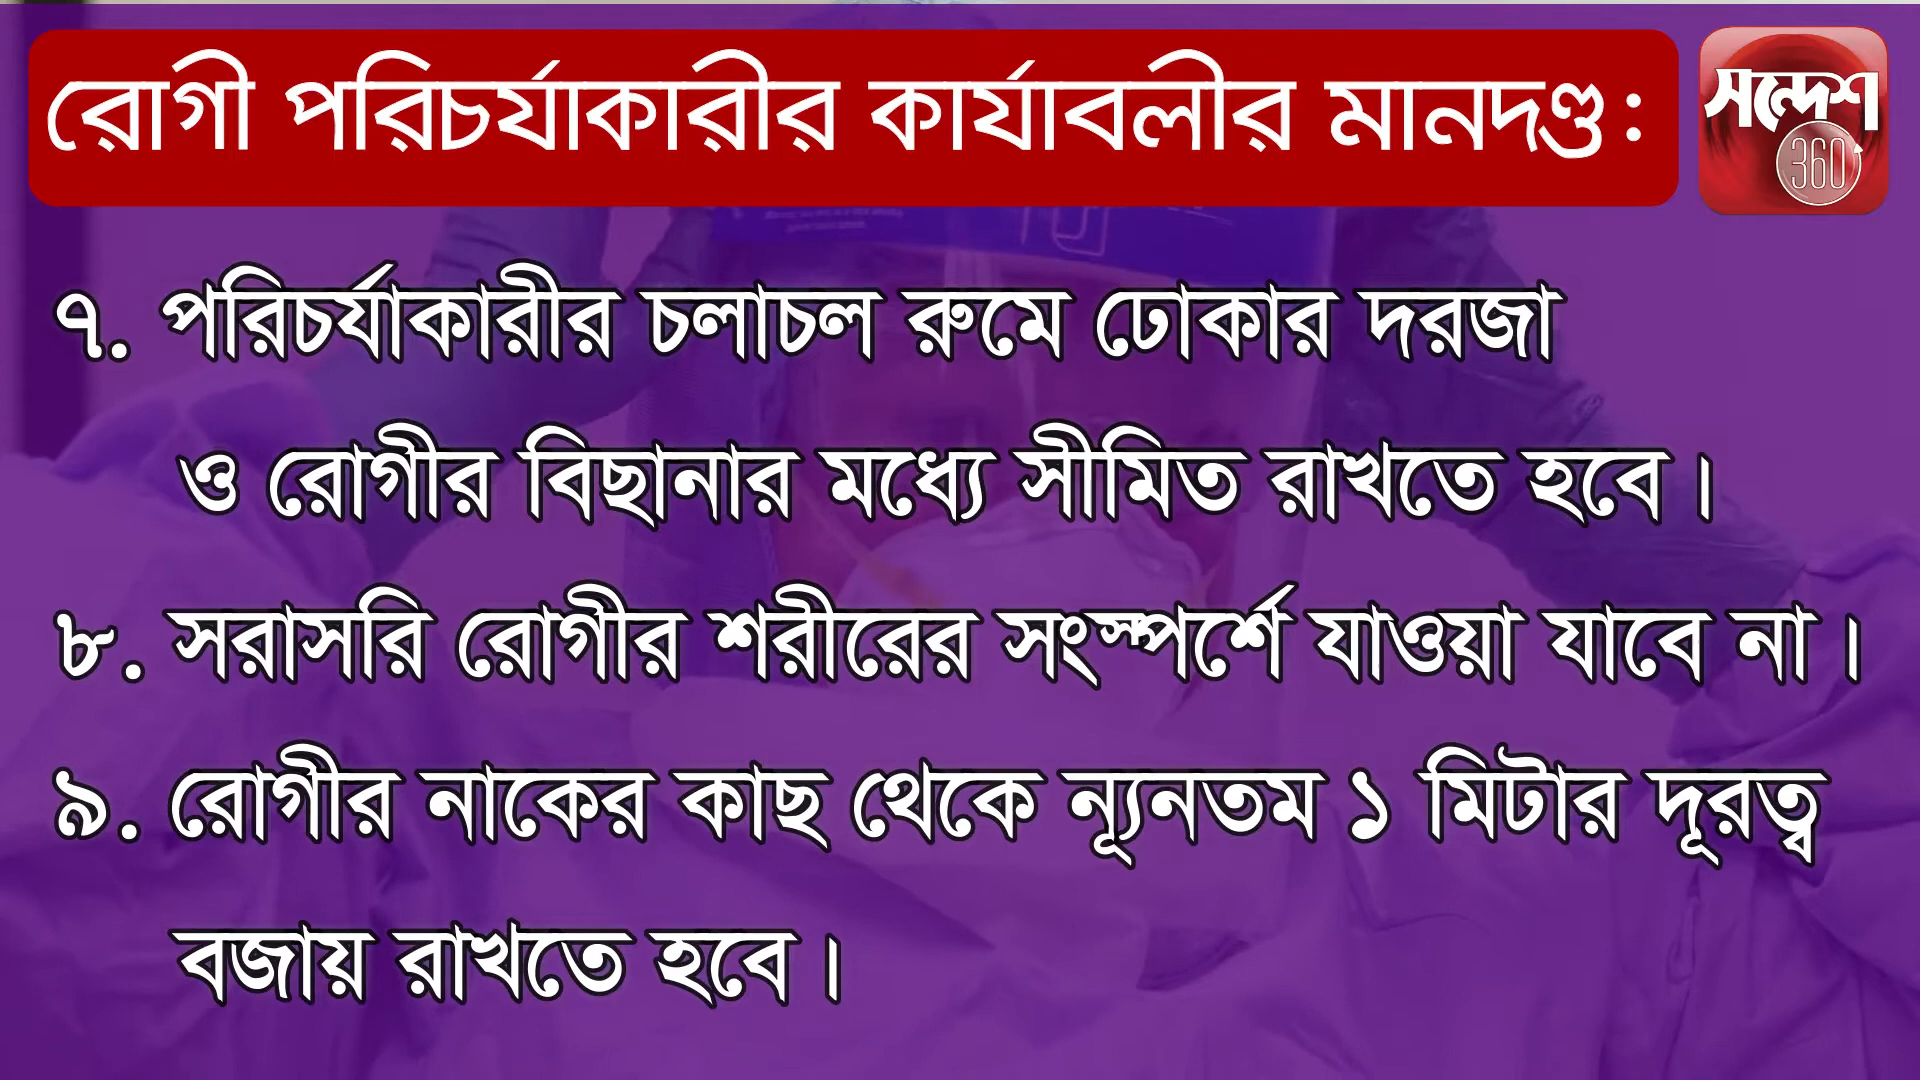 রোগী পরিচর্যাকারীর কার্যাবলীর মানদণ্ড:
সন্দেশ
360
৭. পরিচর্যাকারীর চলাচল রুমে ঢোকার দরজা
ও রোগীর বিছানার মধ্যে সীমিত রাখতে হবে।
৮. সরাসরি রোগীর শরীরের সংস্পর্শে যাওয়া যাবে না।
৯. রোগীর নাকের কাছ থেকে ন্যূনতম ১ মিটার দূরত্ব
বজায় রাখতে হবে।